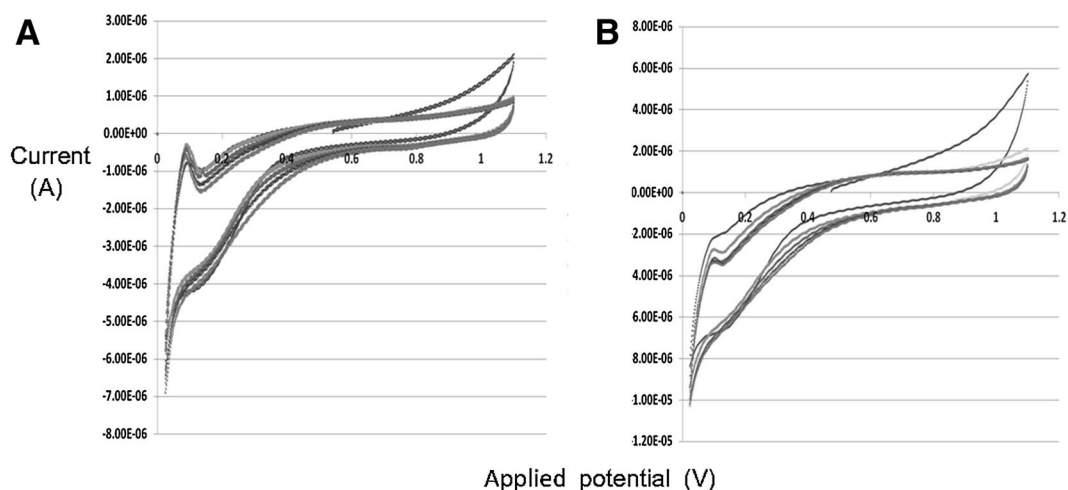 A
3.00E-06
2.00E-06
1.00E-06
0.00E+00
-1.00E-06
-2.00E-06
-3.00E-06
-4.00E-06
-5.00E-06
-6.00E-06
-7.00E-06
-8.00E-06
0 0.2 0.4 0.6 0.8 1 1.2
Current
(A)
B
8.00E-06
6.00E-06
4.00E-06
2.00E-06
0.00E+00
2.00E-06
4.00E-06
6.00E-06
8.00E-06
1.00E-05
1.20E-05
0 0.2 0.4 0.6 0.8 1 1.2
Applied potential (V)